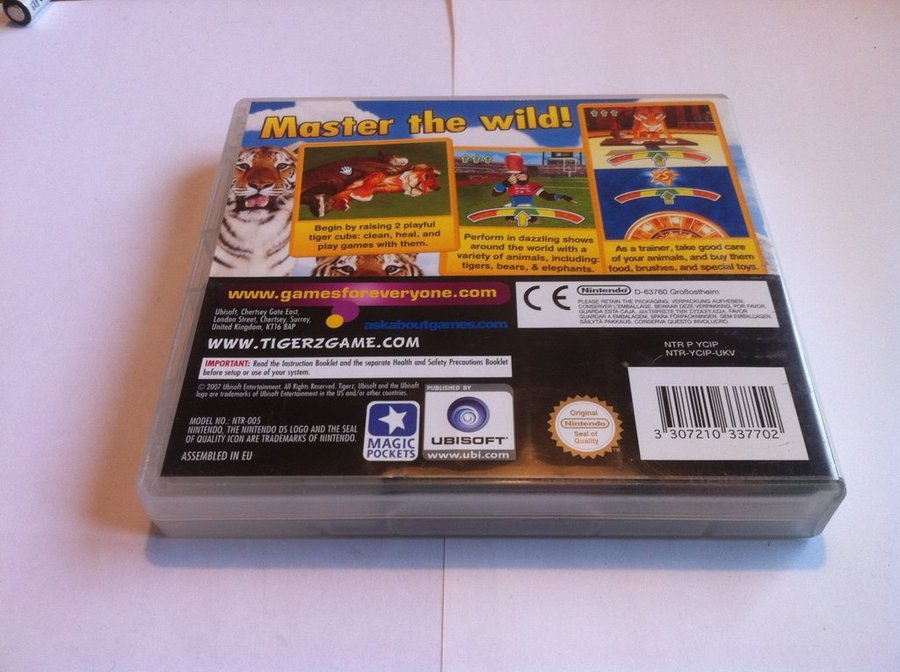 Master the wild!
Begin by raising 2 playful
tiger cubs: clean, heal, and
play games with them.
Perform in dazzling shows
around the world with a
variety of animals, including:
tigers, bears, & elephants.
As a trainer, take good care
of your animals, and buy them
food, brushes, and special toys.
www.gamesforeveryone.com
Ubisoft, Chertsey Gate East,
London Street, Chertsey, Surrey,
United Kingdom, KT16 8AP
askaboutgames.com
WWW.TIGERZGAME.COM
IMPORTANT: Read the Instruction Booklet and the separate Health and Safety Precautions Booklet
before setup or use of your system.
© 2007 Ubisoft Entertainment. All Rights Reserved. Tigerz, Ubisoft and the Ubisoft
logo are trademarks of Ubisoft Entertainment in the US and/or other countries.
MODEL NO.: NTR-005
NINTENDO, THE NINTENDO DS LOGO AND THE SEAL
OF QUALITY ICON ARE TRADEMARKS OF NINTENDO.
ASSEMBLED IN EU
MAGIC
POCKETS
PUBLISHED BY
UBISOFT
www.ubi.com
CE
Nintendo D-63760 Großostheim
PLEASE RETAIN THE PACKAGING. VERPACKUNG AUFHEBEN.
CONSERVER L'EMBALLAGE. BEWAAR DEZE VERPAKKING. POR FAVOR,
GUARDA ESTA CAJA. FAVOR
GUARDAR A EMBALAGEM. SPARA FÖRPACKNINGEN. GEM EMBALLAGEN.
SÄILYTÄ PAKKAUS. CONSERVA QUESTO INVOLUCRO.
NTR P YCIP
NTR-YCIP-UKV
Original
Nintendo
Seal of
Quality
TM
3 307210 337702